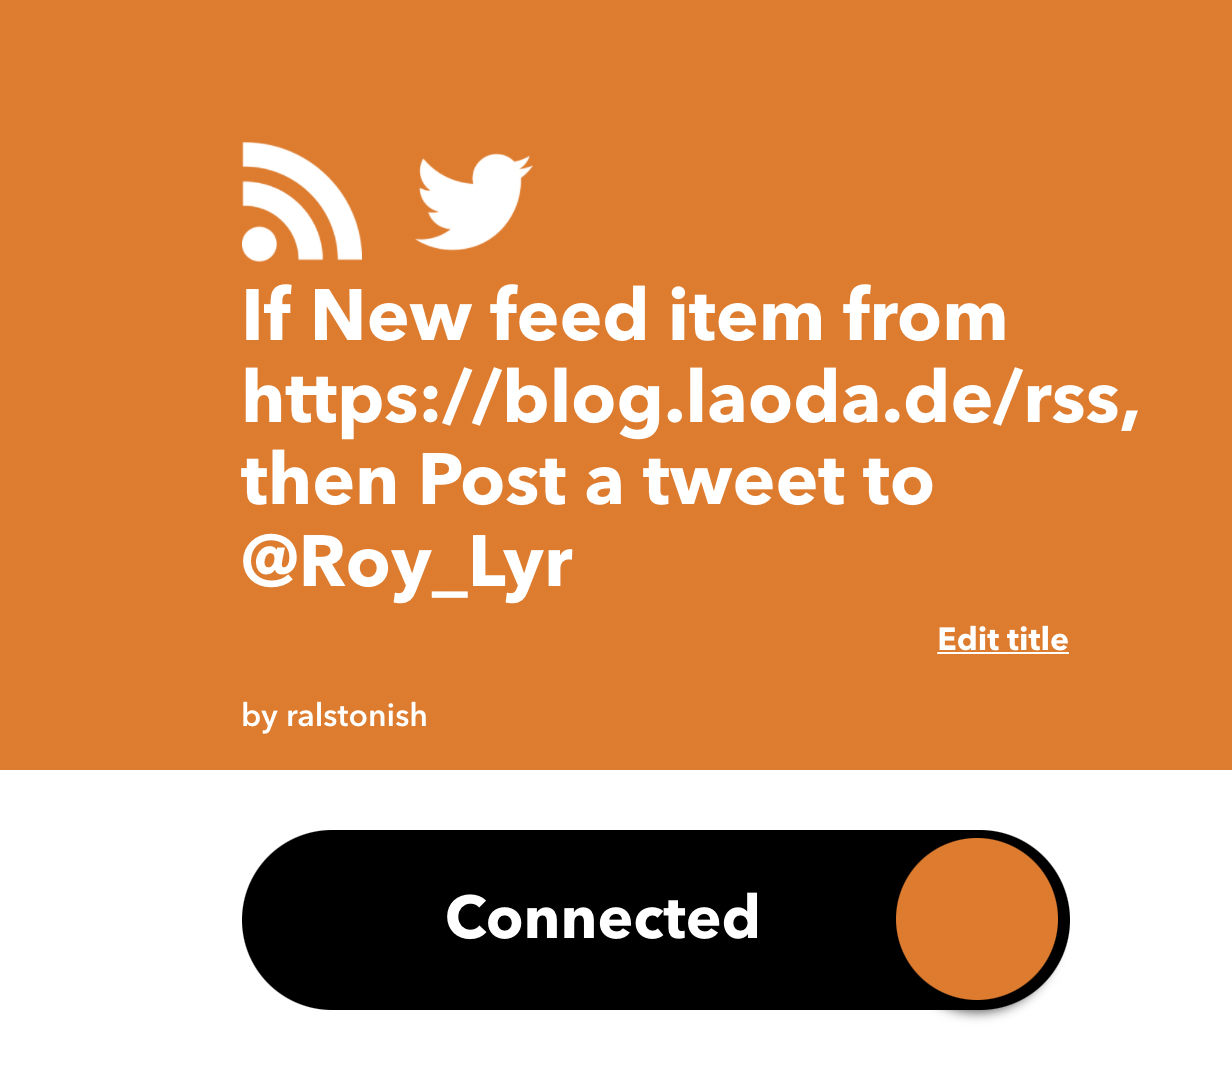 If New feed item from
https://blog.laoda.de/rss,
then Post a tweet to
@Roy_Lyr
Edit title
by ralstonish
Connected